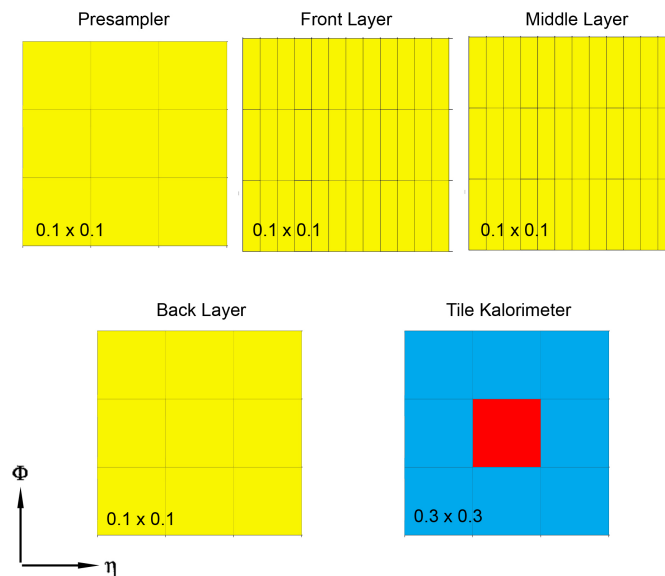 Presampler
Front Layer
Middle Layer
0.1 x 0.1
0.1 x 0.1
0.1 x 0.1
Back Layer
Tile Kalorimeter
0.1 x 0.1
0.3 x 0.3
Φ
η